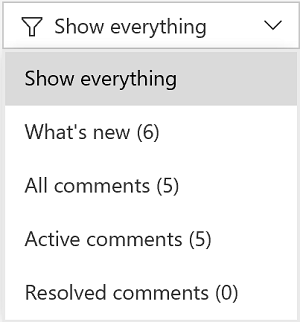 Show everything
Show everything
What's new (6)
All comments (5)
Active comments (5)
Resolved comments (0)